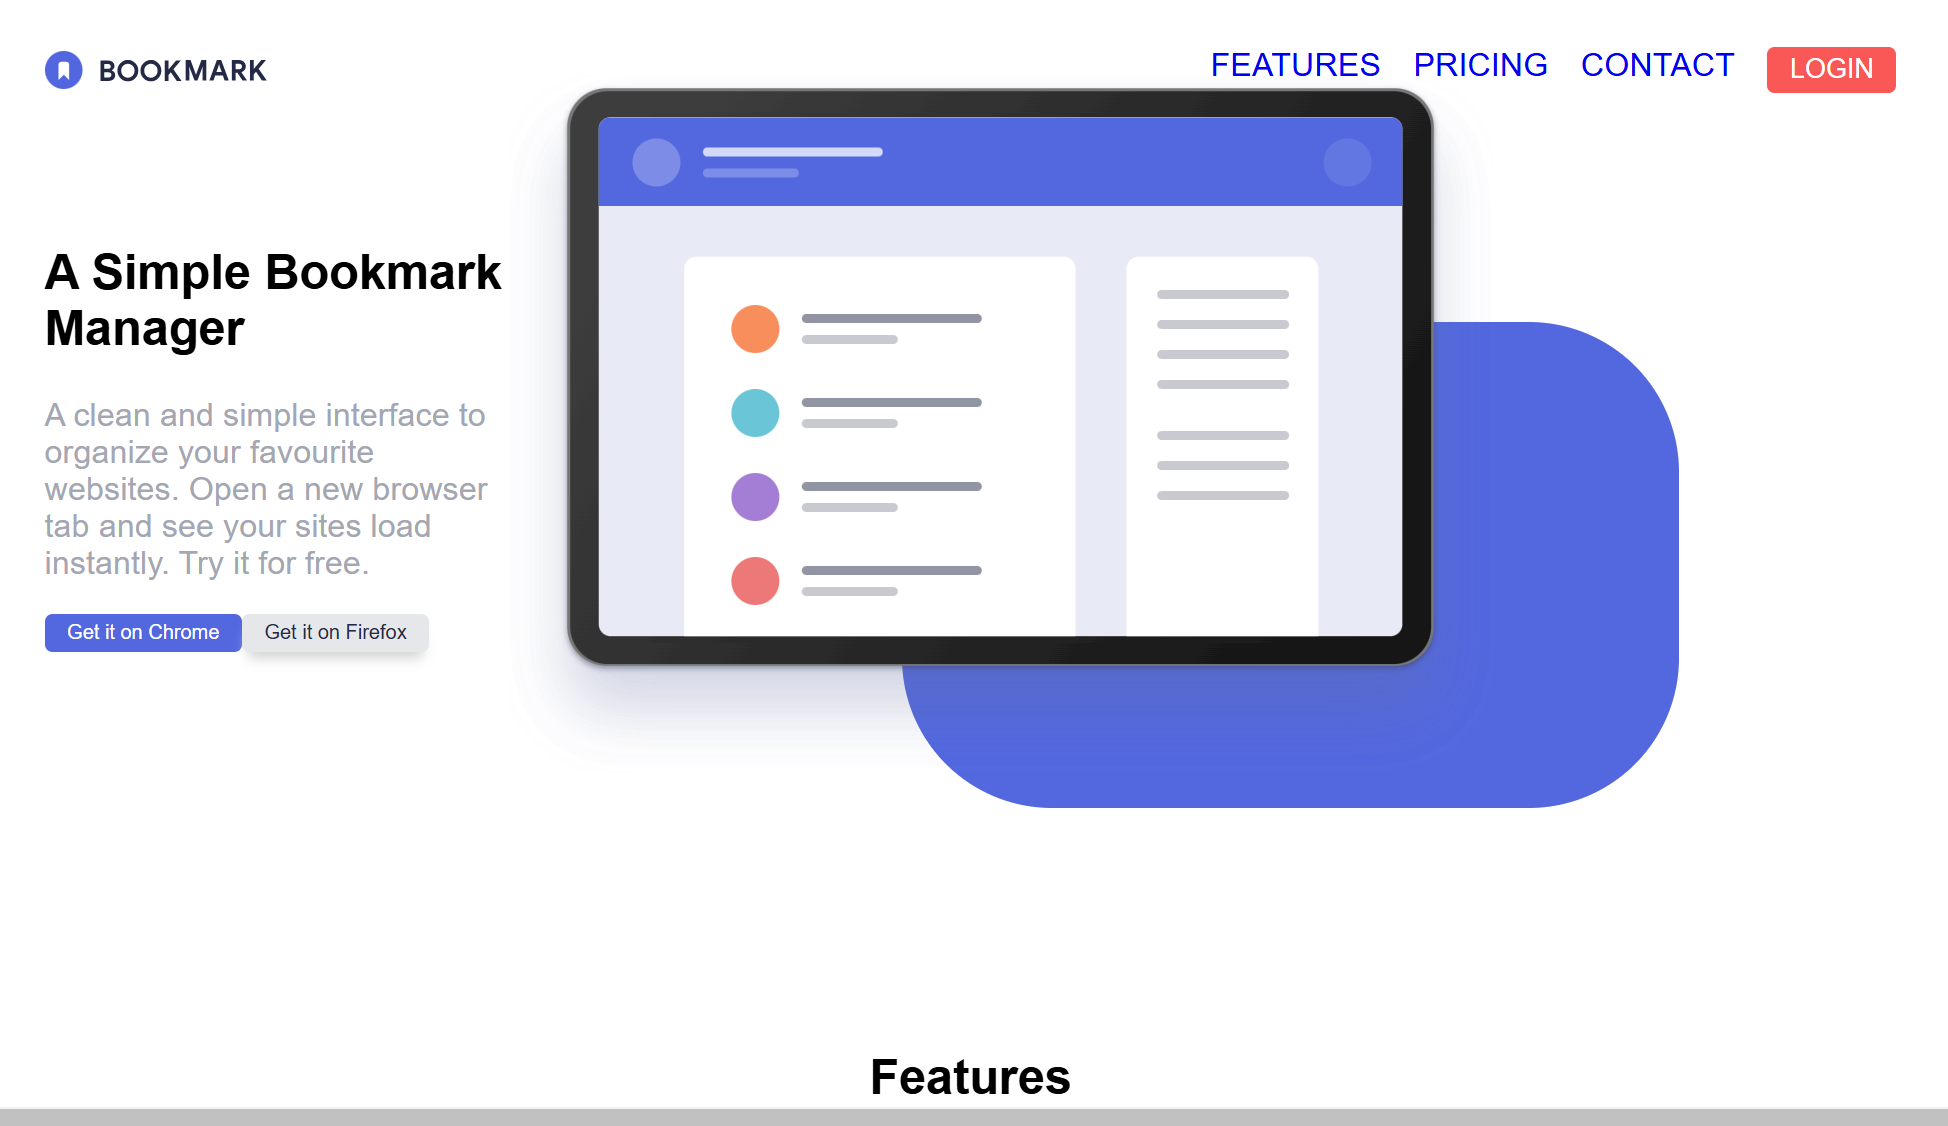 BOOKMARK
FEATURES PRICING CONTACT LOGIN
A Simple Bookmark
Manager
A clean and simple interface to
organize your favourite
websites. Open a new browser
tab and see your sites load
instantly. Try it for free.
Get it on Chrome Get it on Firefox
Features